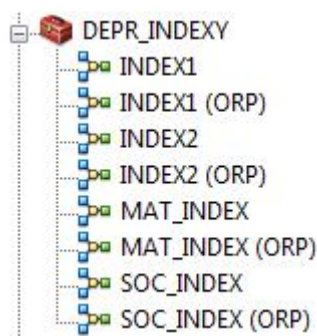 DEPR_INDEXY
INDEX1
INDEX1 (ORP)
INDEX2
INDEX2 (ORP)
MAT_INDEX
MAT_INDEX (ORP)
SOC_INDEX
SOC_INDEX (ORP)